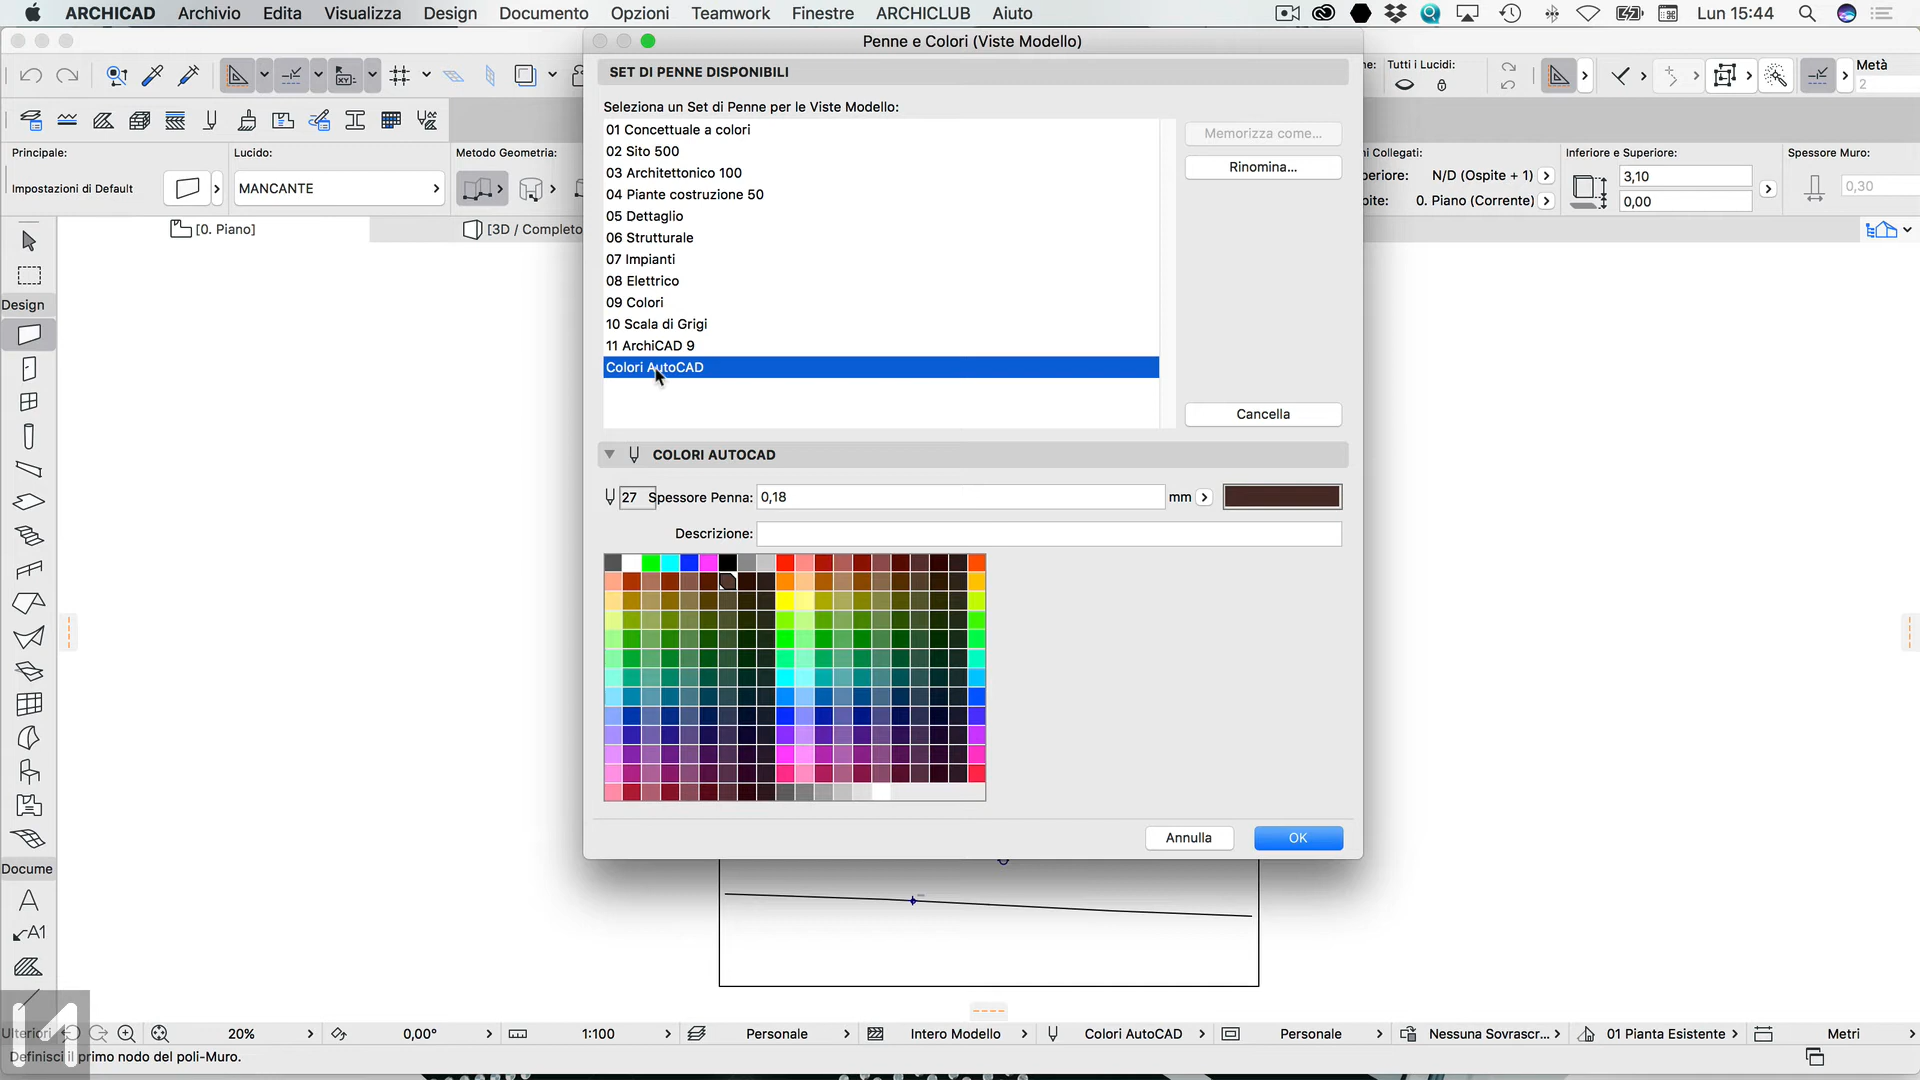 ARCHICAD Archivio Edita Visualizza Design Documento Opzioni Teamwork Finestre ARCHICLUB Aiuto Lun 15:44
Penne e Colori (Viste Modello)
SET DI PENNE DISPONIBILI
Tutti i Lucidi:
Metà
2
Seleziona un Set di Penne per le Viste Modello:
01 Concettuale a colori
02 Sito 500
03 Architettonico 100
04 Piante costruzione 50
05 Dettaglio
06 Strutturale
07 Impianti
08 Elettrico
09 Colori
10 Scala di Grigi
11 ArchiCAD 9
Colori AutoCAD
Memorizza come...
Rinomina...
Cancella
Principale:
Impostazioni di Default
Lucido:
MANCANTE
Metodo Geometria:
ni Collegati:
periore: N/D (Ospite + 1)
pite: 0. Piano (Corrente)
Inferiore e Superiore:
3,10
0,00
Spessore Muro:
0,30
[0. Piano]
[3D / Completo
Design
COLORI AUTOCAD
27 Spessore Penna: 0,18 mm
Descrizione:
Annulla
OK
Docume
A
A1
Ulteriori
20% 0,00° 1:100 Personale Intero Modello Colori AutoCAD Personale Nessuna Sovrascr... 01 Pianta Esistente Metri
Definisci il primo nodo del poli-Muro.